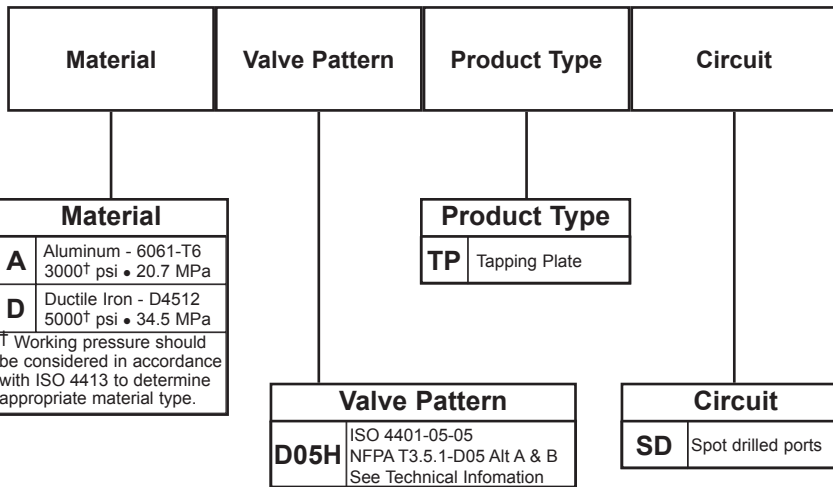 Material Valve Pattern Product Type Circuit
Material
A Aluminum - 6061-T6
3000† psi • 20.7 MPa
D Ductile Iron - D4512
5000† psi • 34.5 MPa
† Working pressure should
be considered in accordance
with ISO 4413 to determine
appropriate material type.
Product Type
TP Tapping Plate
Valve Pattern
D05H ISO 4401-05-05
NFPA T3.5.1-D05 Alt A & B
See Technical Infomation
Circuit
SD Spot drilled ports